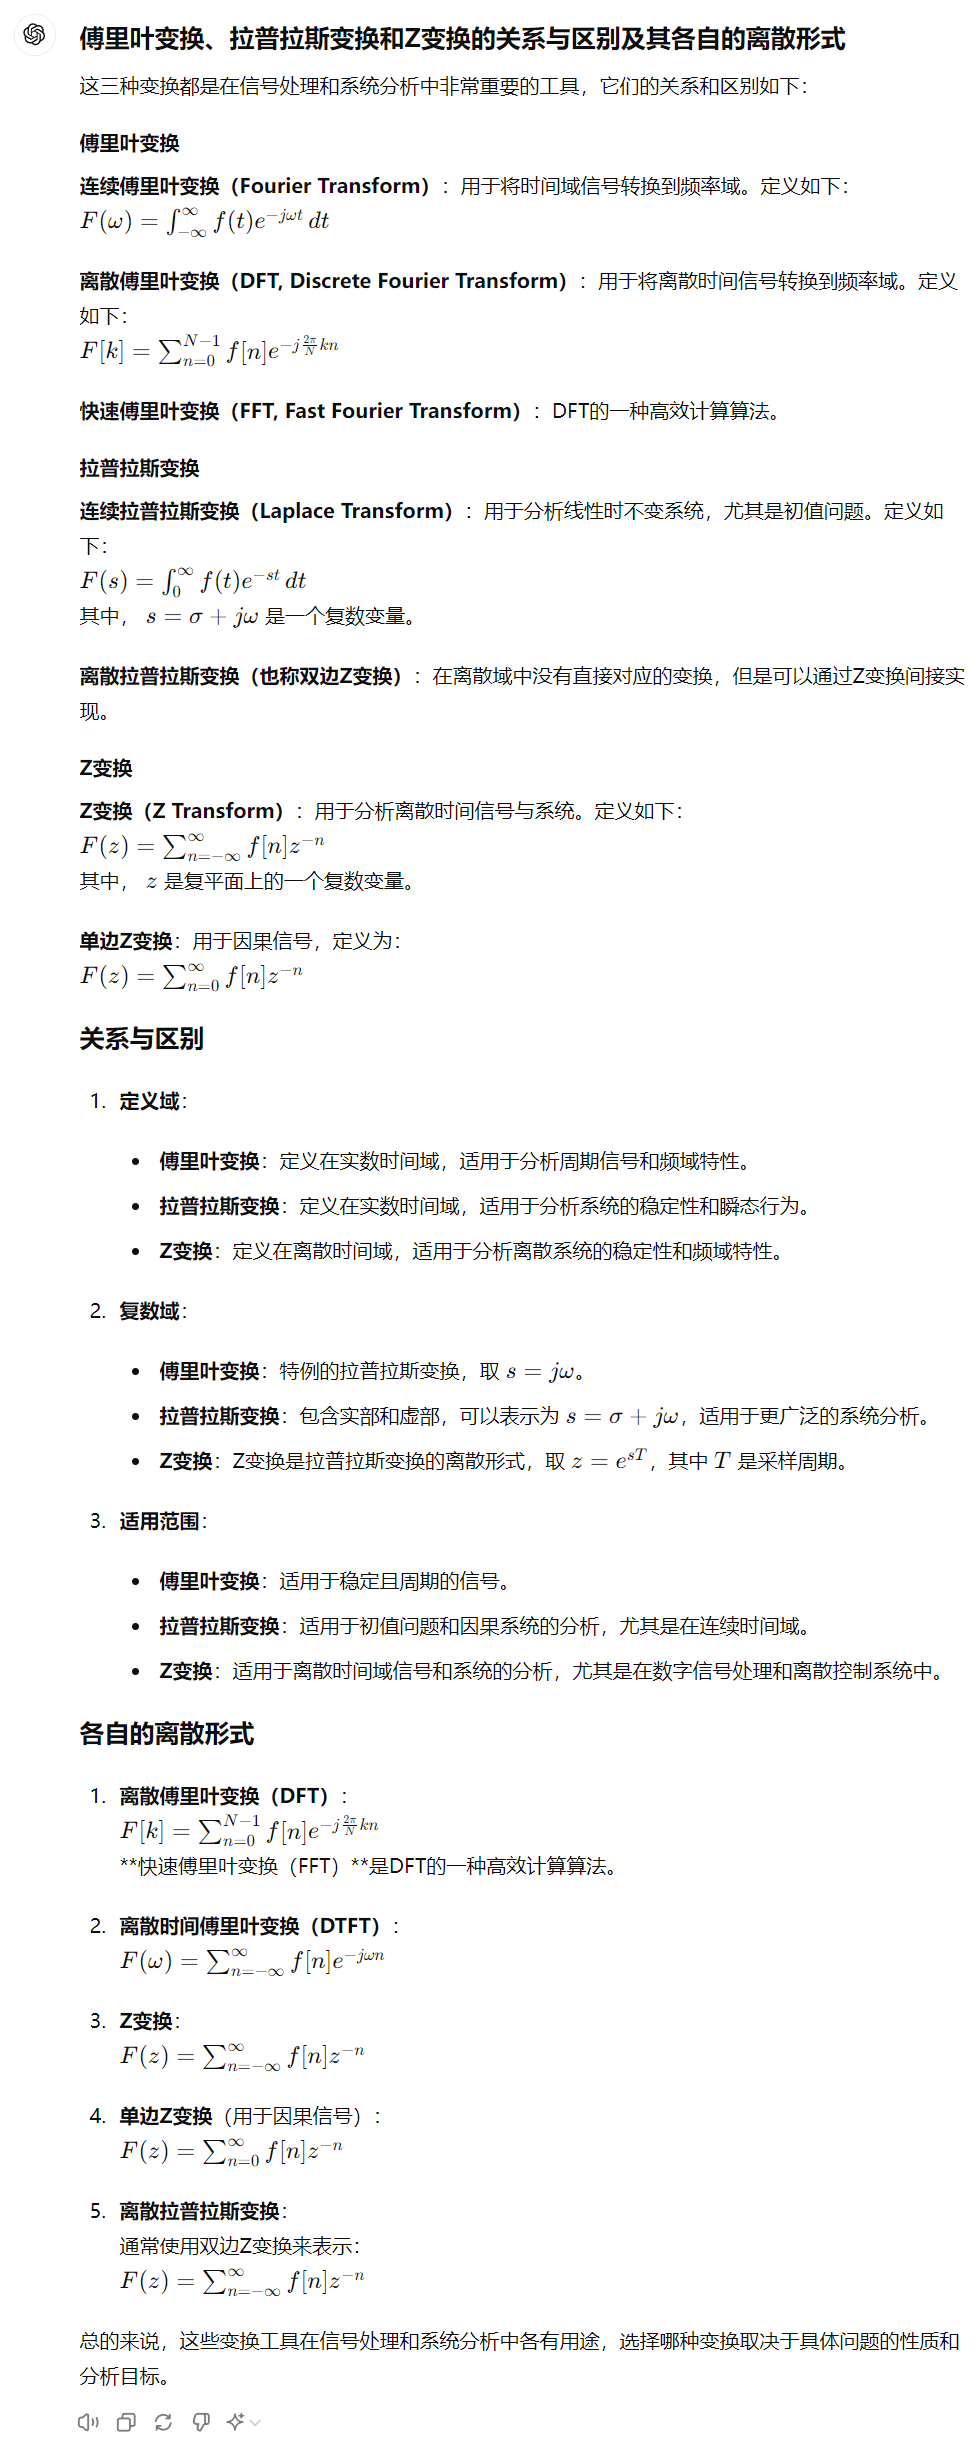 傅里叶变换、拉普拉斯变换和Z变换的关系与区别及其各自的离散形式
这三种变换都是在信号处理和系统分析中非常重要的工具，它们的关系和区别如下：
傅里叶变换
连续傅里叶变换（Fourier Transform）：用于将时间域信号转换到频率域。定义如下：
$F(\omega) = \int_{-\infty}^{\infty} f(t) e^{-j\omega t} \, dt$
离散傅里叶变换（DFT, Discrete Fourier Transform）：用于将离散时间信号转换到频率域。定义
如下：
$F[k] = \sum_{n=0}^{N-1} f[n] e^{-j\frac{2\pi}{N}kn}$
快速傅里叶变换（FFT, Fast Fourier Transform）：DFT的一种高效计算算法。
拉普拉斯变换
连续拉普拉斯变换（Laplace Transform）：用于分析线性时不变系统，尤其是初值问题。定义如
下：
$F(s) = \int_{0}^{\infty} f(t) e^{-st} \, dt$
其中， $s = \sigma + j\omega$ 是一个复数变量。
离散拉普拉斯变换（也称双边Z变换）：在离散域中没有直接对应的变换，但是可以通过Z变换间接实
现。
Z变换
Z变换（Z Transform）：用于分析离散时间信号与系统。定义如下：
$F(z) = \sum_{n=-\infty}^{\infty} f[n] z^{-n}$
其中， $z$ 是复平面上的一个复数变量。
单边Z变换：用于因果信号，定义为：
$F(z) = \sum_{n=0}^{\infty} f[n] z^{-n}$
关系与区别
1. 定义域：
• 傅里叶变换：定义在实数时间域，适用于分析周期信号和频域特性。
• 拉普拉斯变换：定义在实数时间域，适用于分析系统的稳定性和瞬态行为。
• Z变换：定义在离散时间域，适用于分析离散系统的稳定性和频域特性。
2. 复数域：
• 傅里叶变换：特例的拉普拉斯变换，取 $s = j\omega$。
• 拉普拉斯变换：包含实部和虚部，可以表示为 $s = \sigma + j\omega$，适用于更广泛的系统分析。
• Z变换：Z变换是拉普拉斯变换的离散形式，取 $z = e^{sT}$，其中 $T$ 是采样周期。
3. 适用范围：
• 傅里叶变换：适用于稳定且周期的信号。
• 拉普拉斯变换：适用于初值问题和因果系统的分析，尤其是在连续时间域。
• Z变换：适用于离散时间域信号和系统的分析，尤其是在数字信号处理和离散控制系统中。
各自的离散形式
1. 离散傅里叶变换（DFT）：
$F[k] = \sum_{n=0}^{N-1} f[n] e^{-j\frac{2\pi}{N}kn}$
**快速傅里叶变换（FFT）**是DFT的一种高效计算算法。
2. 离散时间傅里叶变换（DTFT）：
$F(\omega) = \sum_{n=-\infty}^{\infty} f[n] e^{-j\omega n}$
3. Z变换：
$F(z) = \sum_{n=-\infty}^{\infty} f[n] z^{-n}$
4. 单边Z变换（用于因果信号）：
$F(z) = \sum_{n=0}^{\infty} f[n] z^{-n}$
5. 离散拉普拉斯变换：
通常使用双边Z变换来表示：
$F(z) = \sum_{n=-\infty}^{\infty} f[n] z^{-n}$
总的来说，这些变换工具在信号处理和系统分析中各有用途，选择哪种变换取决于具体问题的性质和
分析目标。